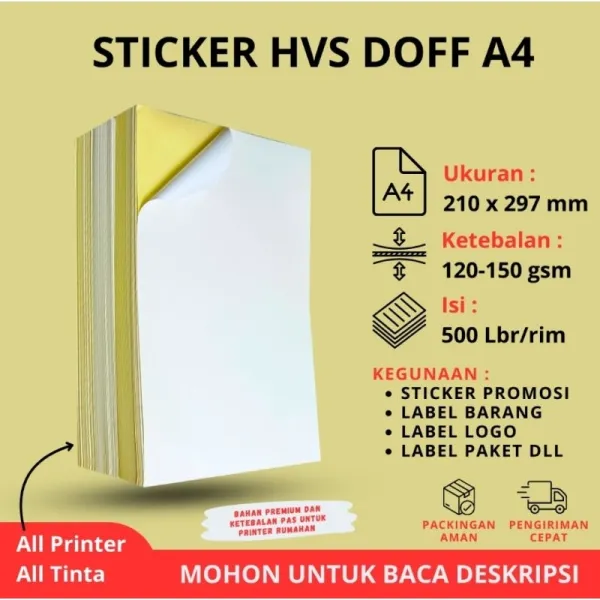 STICKER HVS DOFF A4
A4
Ukuran :
210 x 297 mm
Ketebalan :
120-150 gsm
Isi :
500 Lbr/rim
KEGUNAAN :
• STICKER PROMOSI
• LABEL BARANG
• LABEL LOGO
• LABEL PAKET DLL
BAHAN PREMIUM DAN
KETEBALAN PAS UNTUK
PRINTER RUMAHAN
PACKINGAN
AMAN
PENGIRIMAN
CEPAT
All Printer
All Tinta
MOHON UNTUK BACA DESKRIPSI